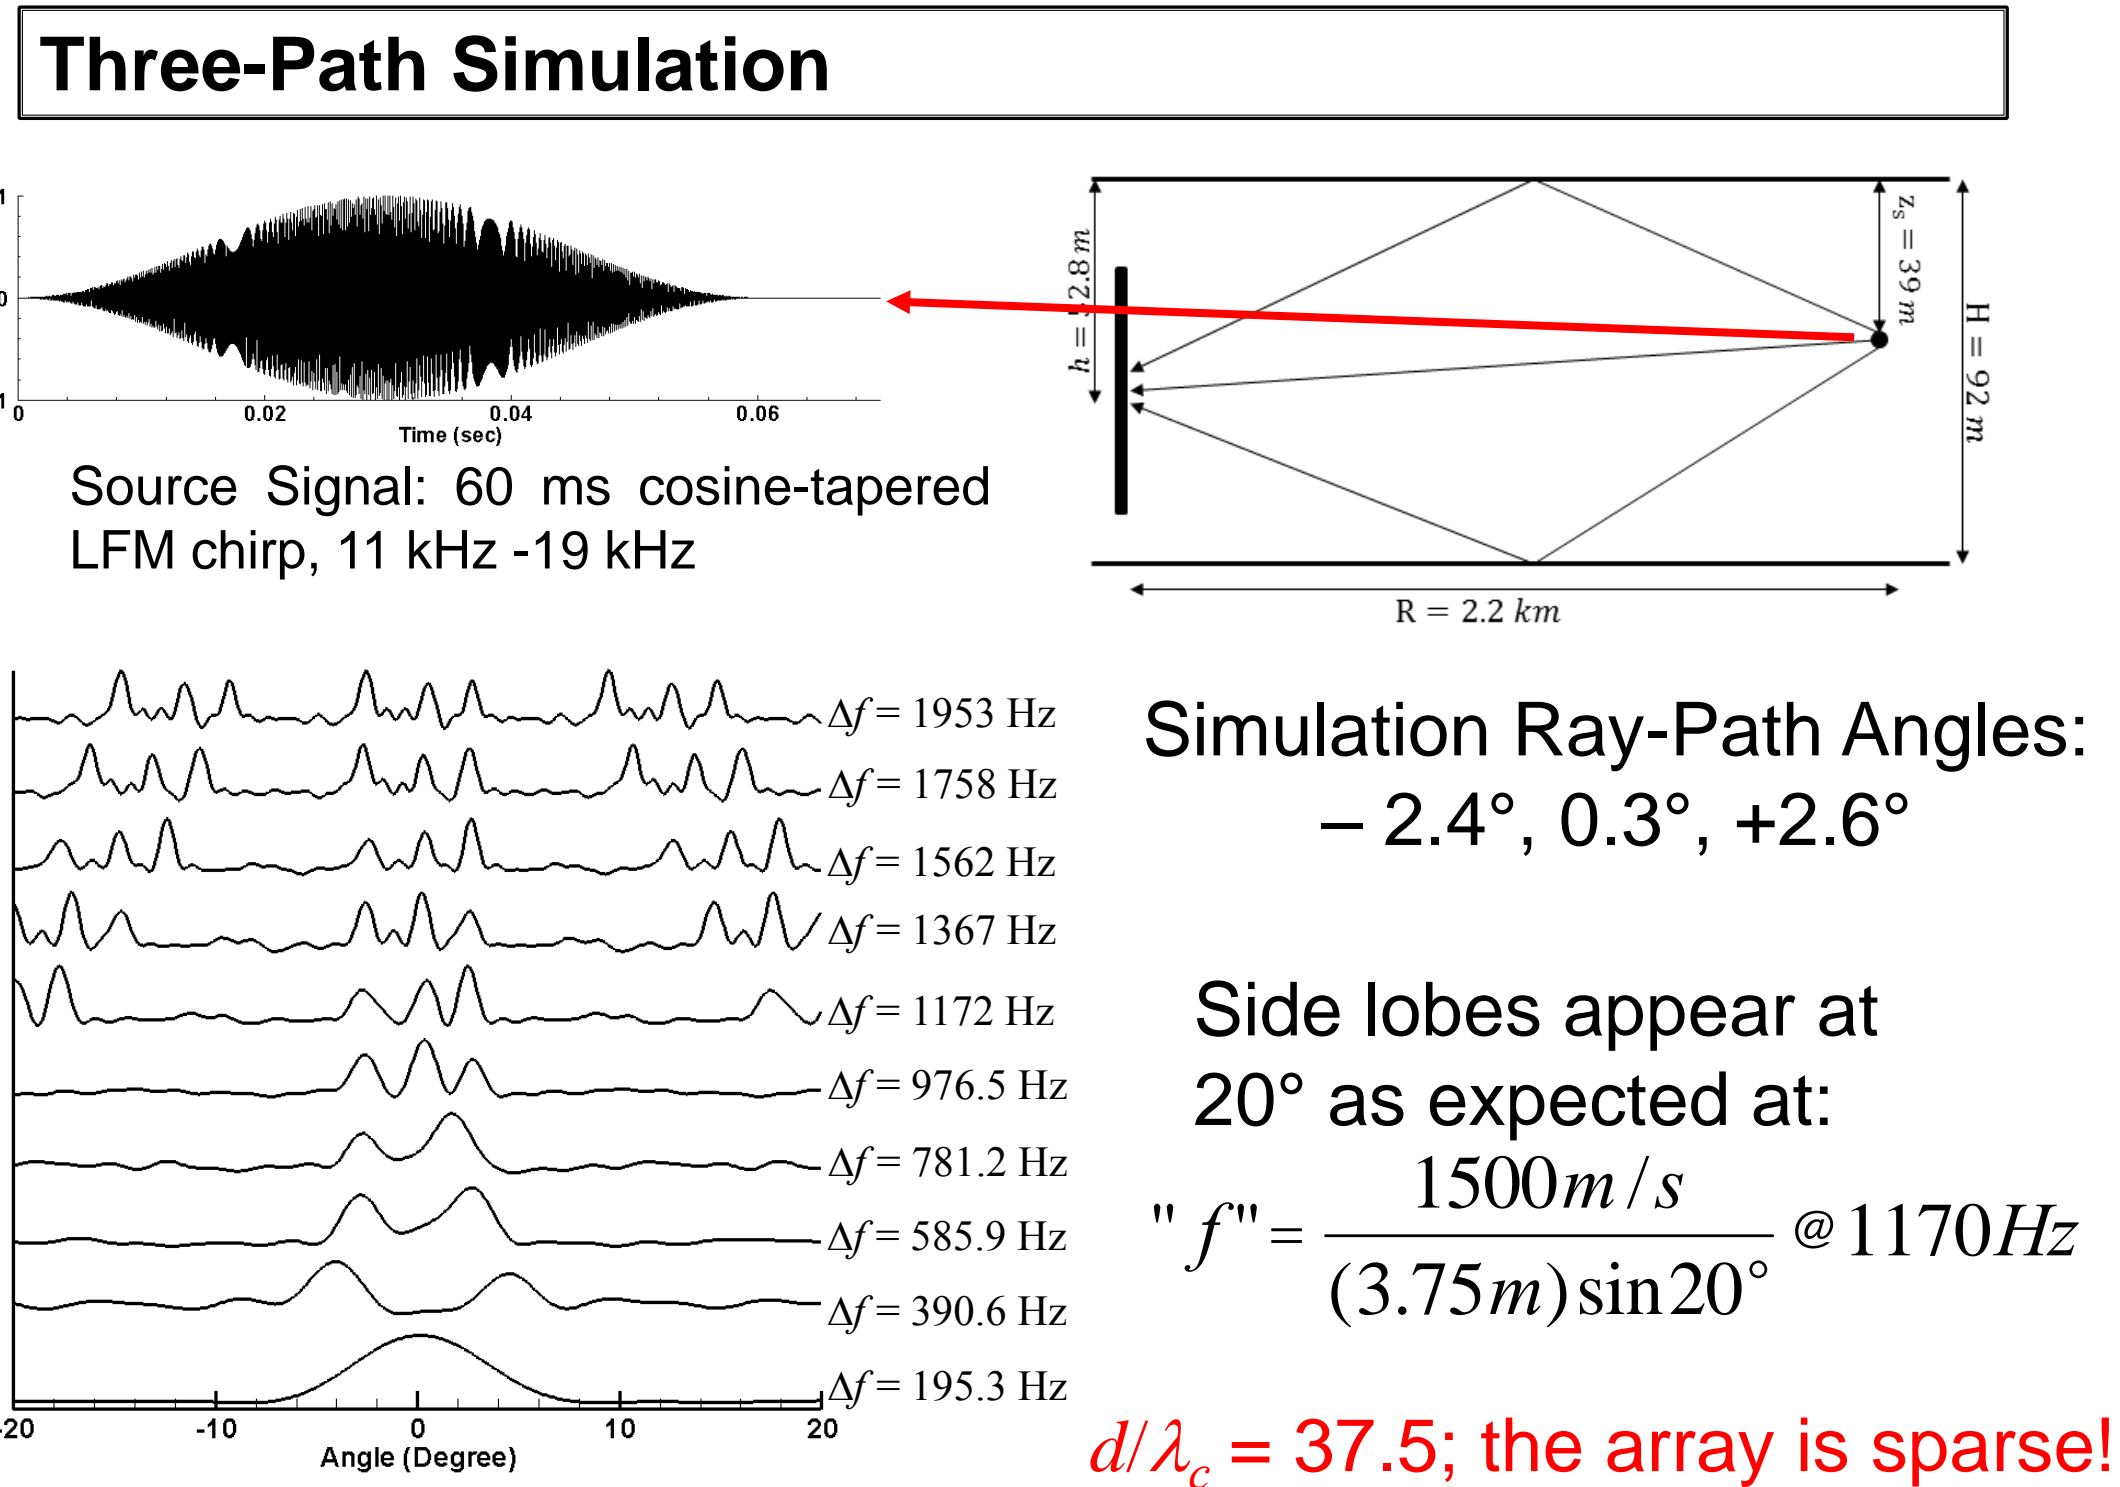 Three-Path Simulation
1
0
1
0
0.02
0.04
0.06
Time (sec)
Source Signal: 60 ms cosine-tapered
LFM chirp, 11 kHz -19 kHz
z_s = 39 m
H = 92 m
R = 2.2 km
Δf = 1953 Hz
Δf = 1758 Hz
Δf = 1562 Hz
Δf = 1367 Hz
Δf = 1172 Hz
Δf = 976.5 Hz
Δf = 781.2 Hz
Δf = 585.9 Hz
Δf = 390.6 Hz
Δf = 195.3 Hz
-20
-10
0
10
20
Angle (Degree)
Simulation Ray-Path Angles:
– 2.4°, 0.3°, +2.6°
Side lobes appear at
20° as expected at:
"f" = 1500m/s / (3.75m)sin20° @1170Hz
d/λ_c = 37.5; the array is sparse!